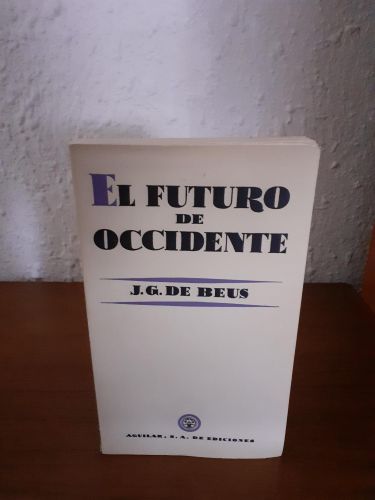 EL FUTURO
DE
OCCIDENTE
J. G. DE BEUS
AGUILAR, S. A. DE EDICIONES